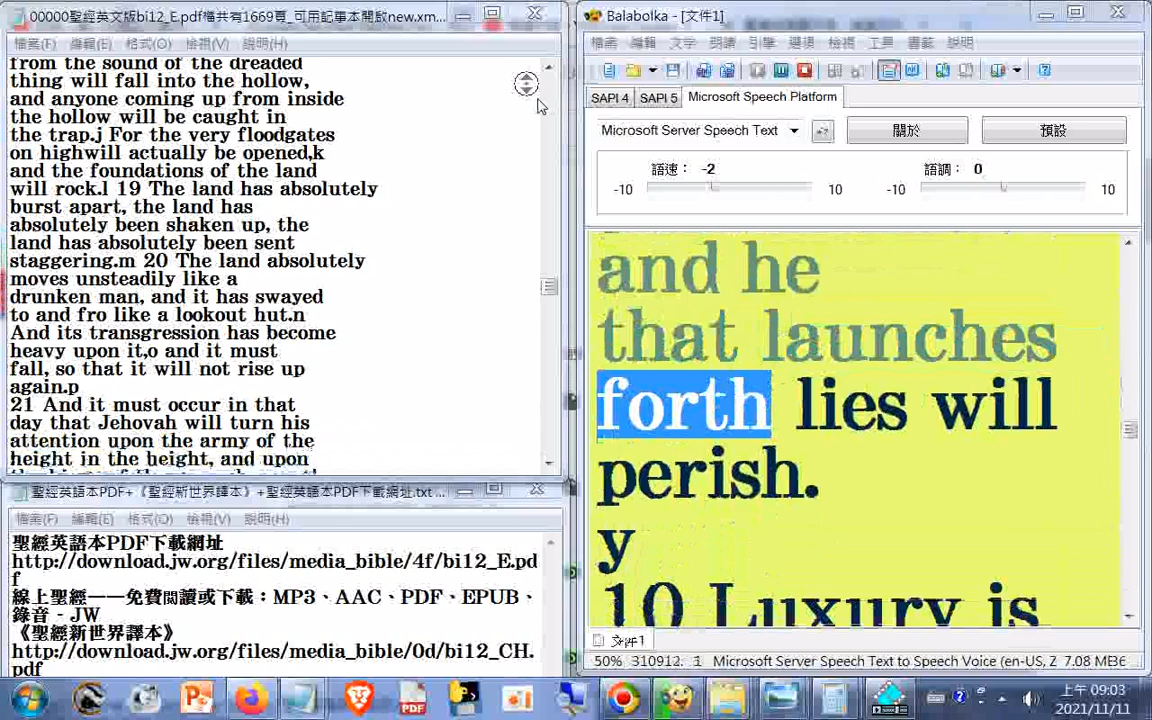 00000聖經英文版bi12_E.pdf檔共有1669頁_可用記事本開啟new.xm...
檔案(F) 編輯(E) 格式(O) 檢視(V) 說明(H)
from the sound of the dreaded
thing will fall into the hollow,
and anyone coming up from inside
the hollow will be caught in
the trap.j For the very floodgates
on highwill actually be opened,k
and the foundations of the land
will rock.l 19 The land has absolutely
burst apart, the land has
absolutely been shaken up, the
land has absolutely been sent
staggering.m 20 The land absolutely
moves unsteadily like a
drunken man, and it has swayed
to and fro like a lookout hut.n
And its transgression has become
heavy upon it,o and it must
fall, so that it will not rise up
again.p
21 And it must occur in that
day that Jehovah will turn his
attention upon the army of the
height in the height, and upon
聖經英語本PDF+《聖經新世界譯本》+聖經英語本PDF下載網址.txt ...
檔案(F) 編輯(E) 格式(O) 檢視(V) 說明(H)
聖經英語本PDF下載網址
http://download.jw.org/files/media_bible/4f/bi12_E.pd
f
線上聖經——免費閱讀或下載：MP3、AAC、PDF、EPUB、
錄音 - JW
《聖經新世界譯本》
http://download.jw.org/files/media_bible/0d/bi12_CH.
pdf
Balabolka - [文件1]
檔案 編輯 文字 朗讀 引擎 選項 檢視 工具 書籤 說明
SAPI 4 SAPI 5 Microsoft Speech Platform
Microsoft Server Speech Text 關於 預設
語速： -2 語調： 0
-10 10 -10 10
and he
that launches
forth lies will
perish.
y
10 Luxury is
文件1
50% 310912: 1 Microsoft Server Speech Text to Speech Voice (en-US, Z 7.08 MB
上午 09:03
2021/11/11